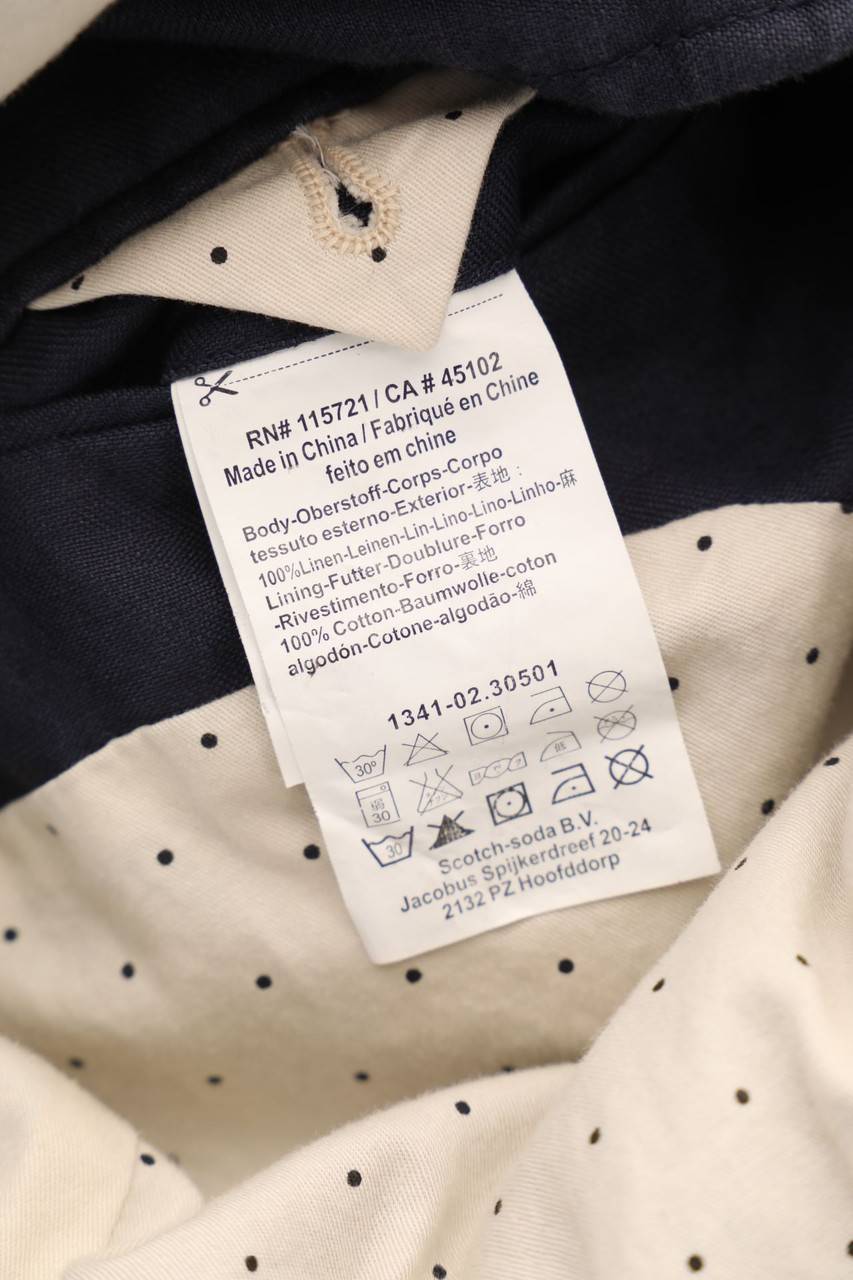 RN# 115721 / CA # 45102
Made in China / Fabriqué en Chine
feito em chine
Body-Oberstoff-Corps-Corpo
tessuto esterno-Exterior-表地：
100%Linen-Leinen-Lin-Lino-Lino-Linho-麻
Lining-Futter-Doublure-Forro
-Rivestimento-Forro-裏地
100% Cotton-Baumwolle-coton
algodón-Cotone-algodão-綿
1341-02.30501
30º
弱
30
低
30
Scotch-soda B.V.
Jacobus Spijkerdreef 20-24
2132 PZ Hoofddorp